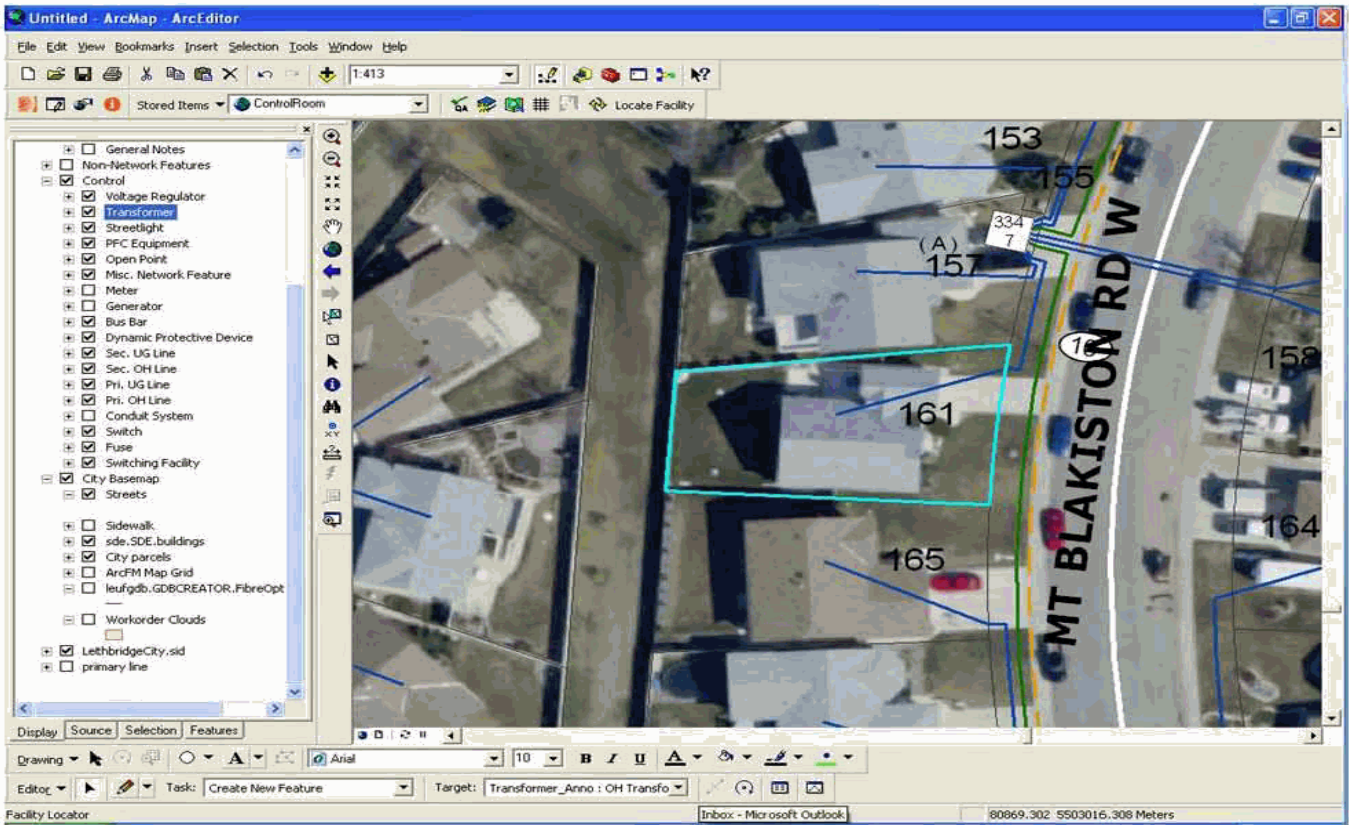 Untitled - ArcMap - ArcEditor
File Edit View Bookmarks Insert Selection Tools Window Help
1:413
Stored Items ControlRoom QA Locate Facility
General Notes
Non-Network Features
Control
Voltage Regulator
Transformer
Streetlight
PFC Equipment
Open Point
Misc. Network Feature
Meter
Generator
Bus Bar
Dynamic Protective Device
Sec. UG Line
Sec. OH Line
Pri. UG Line
Pri. OH Line
Conduit System
Switch
Fuse
Switching Facility
City Basemap
Streets
Sidewalk
sde.SDE.buildings
City parcels
ArcFM Map Grid
leufgdb.GDBCREATOR.FibreOpt
Workorder Clouds
LethbridgeCity.sid
primary line
Display Source Selection Features
XY
153
155
334
7
(A)
157
16
158
161
164
165
MT BLAKISTON RD W
Drawing A Arial 10 B I U A
Editor Task: Create New Feature Target: Transformer_Anno : OH Transfo
Facility Locator Inbox - Microsoft Outlook 80869.302 5503016.308 Meters